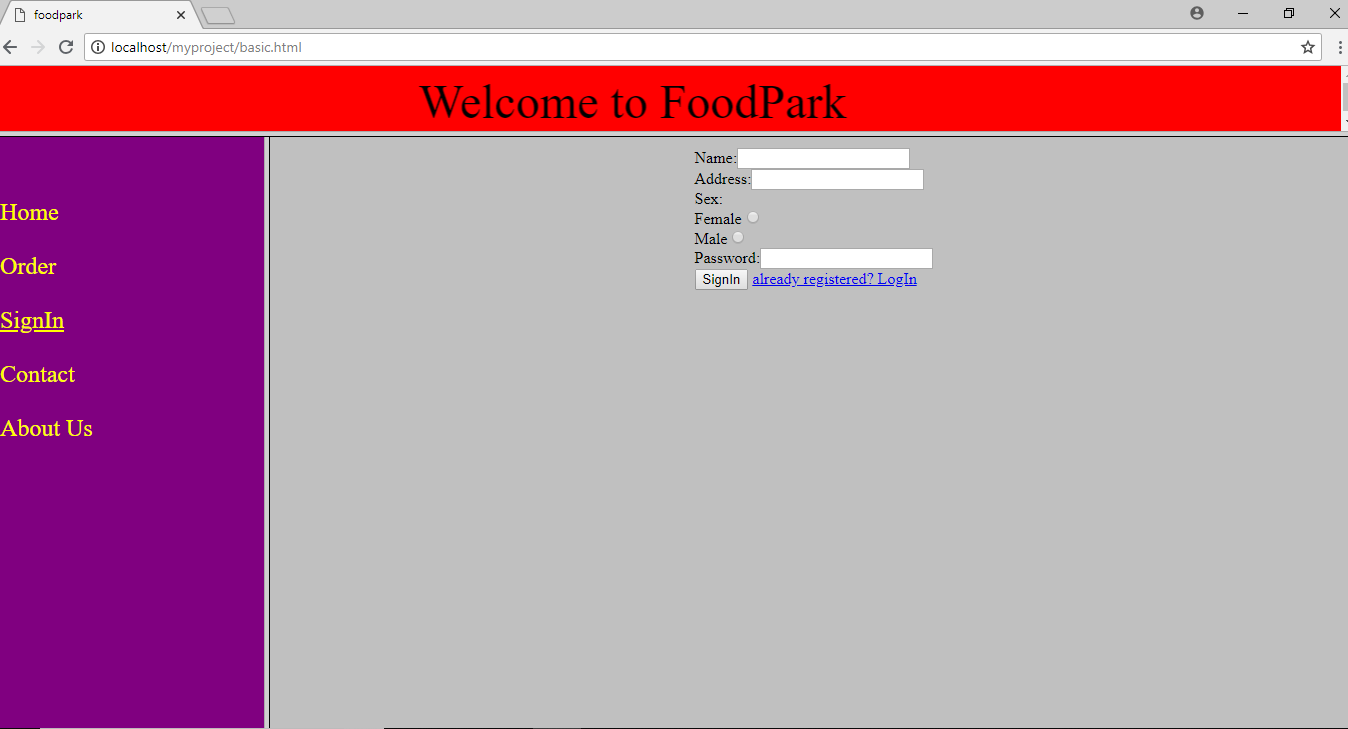 foodpark
localhost/myproject/basic.html
Welcome to FoodPark
Home
Order
SignIn
Contact
About Us
Name:
Address:
Sex:
Female
Male
Password:
SignIn already registered? LogIn